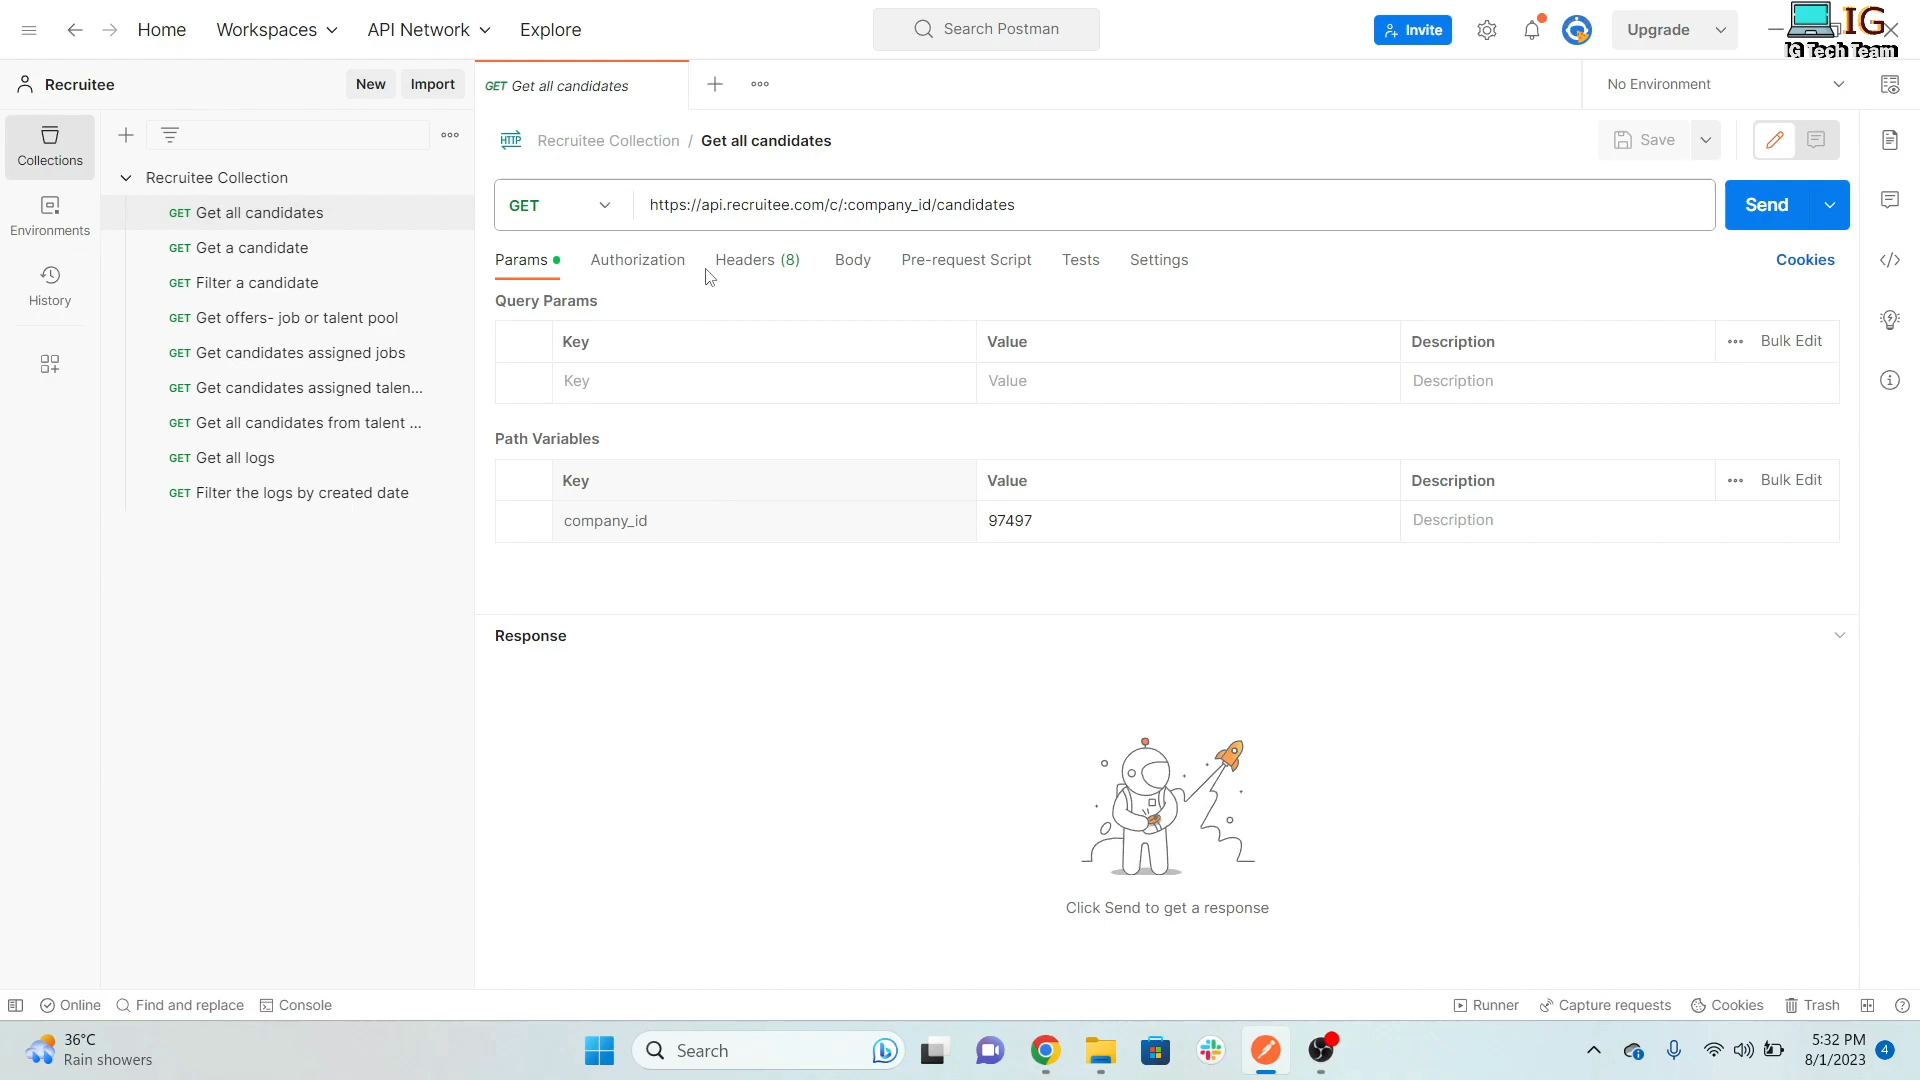 Home Workspaces API Network Explore Search Postman Invite Upgrade
IG
IG Tech Team
Recruitee New Import GET Get all candidates No Environment
Collections
Environments
History
Recruitee Collection
GET Get all candidates
GET Get a candidate
GET Filter a candidate
GET Get offers- job or talent pool
GET Get candidates assigned jobs
GET Get candidates assigned talen...
GET Get all candidates from talent ...
GET Get all logs
GET Filter the logs by created date
HTTP Recruitee Collection / Get all candidates Save
GET https://api.recruitee.com/c/:company_id/candidates Send
Params Authorization Headers (8) Body Pre-request Script Tests Settings Cookies
Query Params
Key Value Description Bulk Edit
Key Value Description
Path Variables
Key Value Description Bulk Edit
company_id 97497 Description
Response
Click Send to get a response
Online Find and replace Console Runner Capture requests Cookies Trash
36°C
Rain showers
Search
5:32 PM
8/1/2023 4